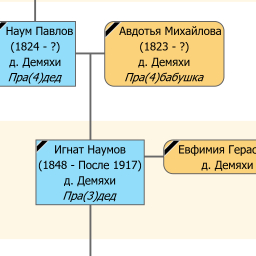 Наум Павлов
(1824 - ?)
д. Демяхи
Пра(4)дед
Авдотья Михайлова
(1823 - ?)
д. Демяхи
Пра(4)бабушка
Игнат Наумов
(1848 - После 1917)
д. Демяхи
Пра(3)дед
Евфимия
д. Демяхи